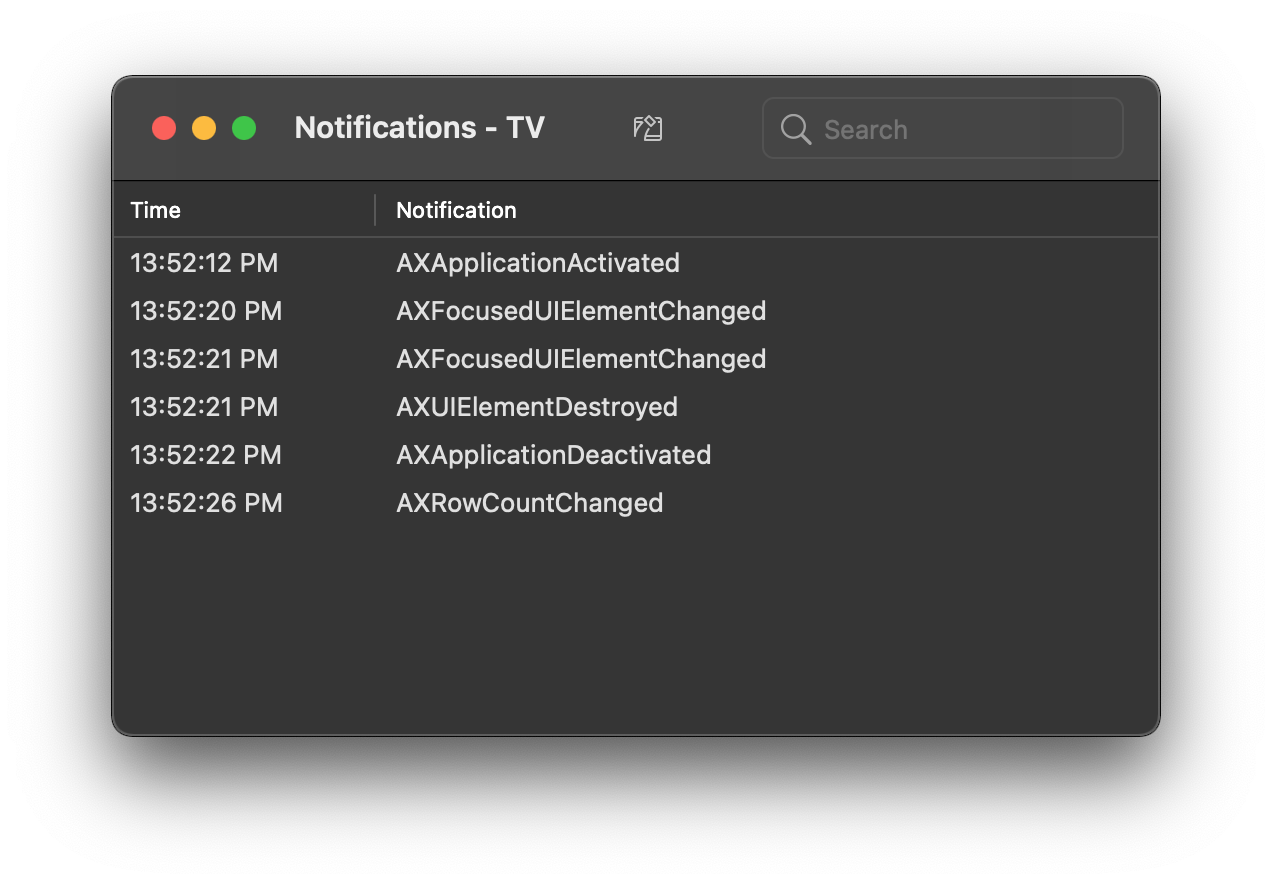 Notifications - TV
Search
Time Notification
13:52:12 PM AXApplicationActivated
13:52:20 PM AXFocusedUIElementChanged
13:52:21 PM AXFocusedUIElementChanged
13:52:21 PM AXUIElementDestroyed
13:52:22 PM AXApplicationDeactivated
13:52:26 PM AXRowCountChanged